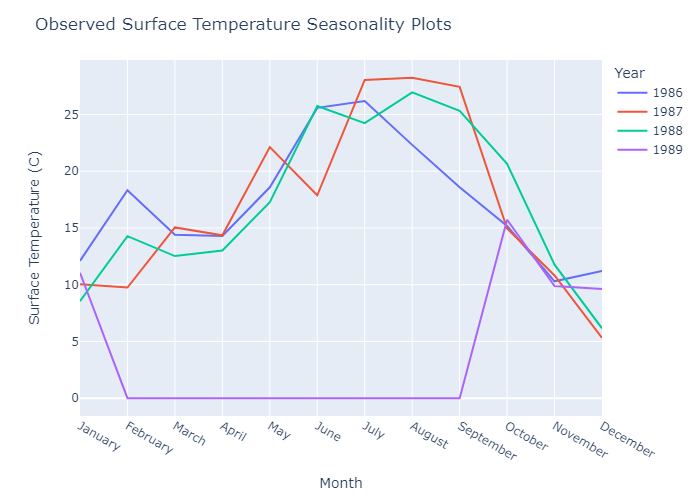 Observed Surface Temperature Seasonality Plots
Year
1986
1987
1988
1989
Surface Temperature (C)
25
20
15
10
5
0
January
February
March
April
May
June
July
August
September
October
November
December
Month